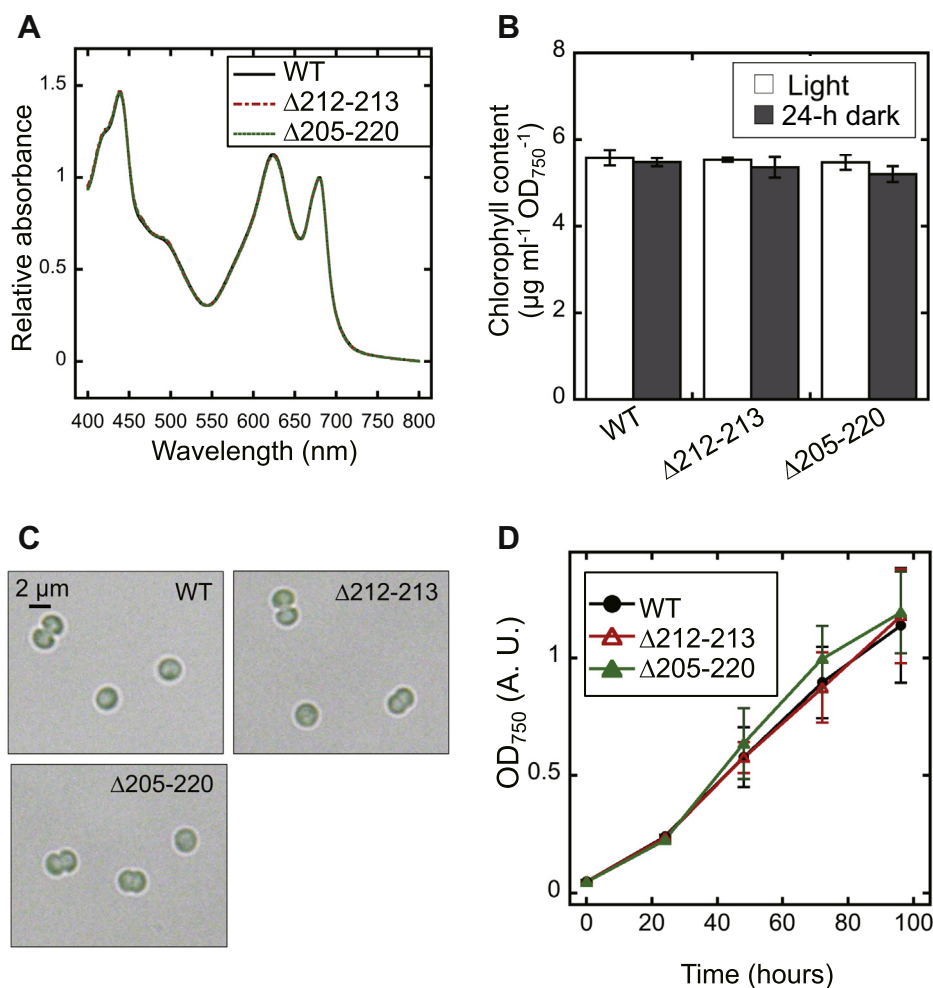 A
WT
Δ212-213
Δ205-220
1.5
1
0.5
0
Relative absorbance
400 450 500 550 600 650 700 750 800
Wavelength (nm)
B
Light
24-h dark
8
6
4
2
0
Chlorophyll content
(µg ml-1 OD750-1)
WT
Δ212-213
Δ205-220
C
2 µm
WT
Δ212-213
Δ205-220
D
WT
Δ212-213
Δ205-220
1
0.5
0
OD750 (A. U.)
0 20 40 60 80 100
Time (hours)